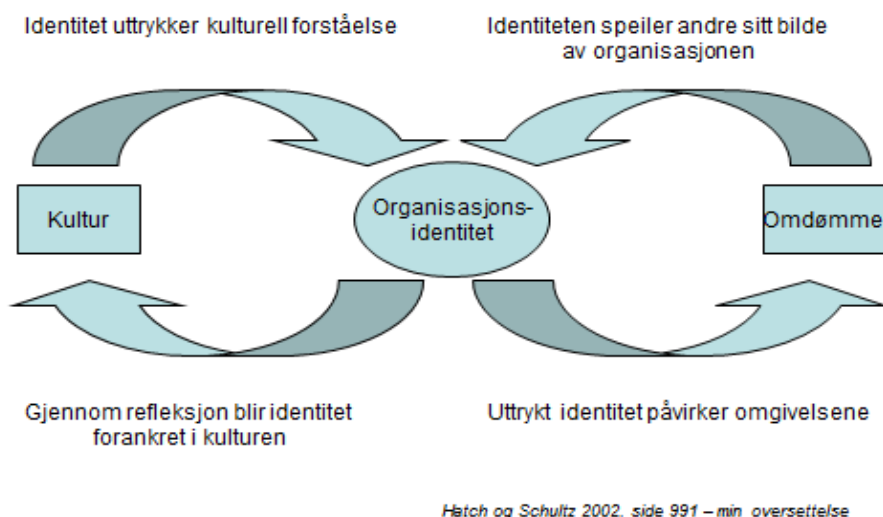 Identitet uttrykker kulturell forståelse
Identiteten speiler andre sitt bilde
av organisasjonen
Kultur
Organisasjons-
identitet
Omdømme
Gjennom refleksjon blir identitet
forankret i kulturen
Uttrykt identitet påvirker omgivelsene
Hatch og Schultz 2002, side 991 – min oversettelse